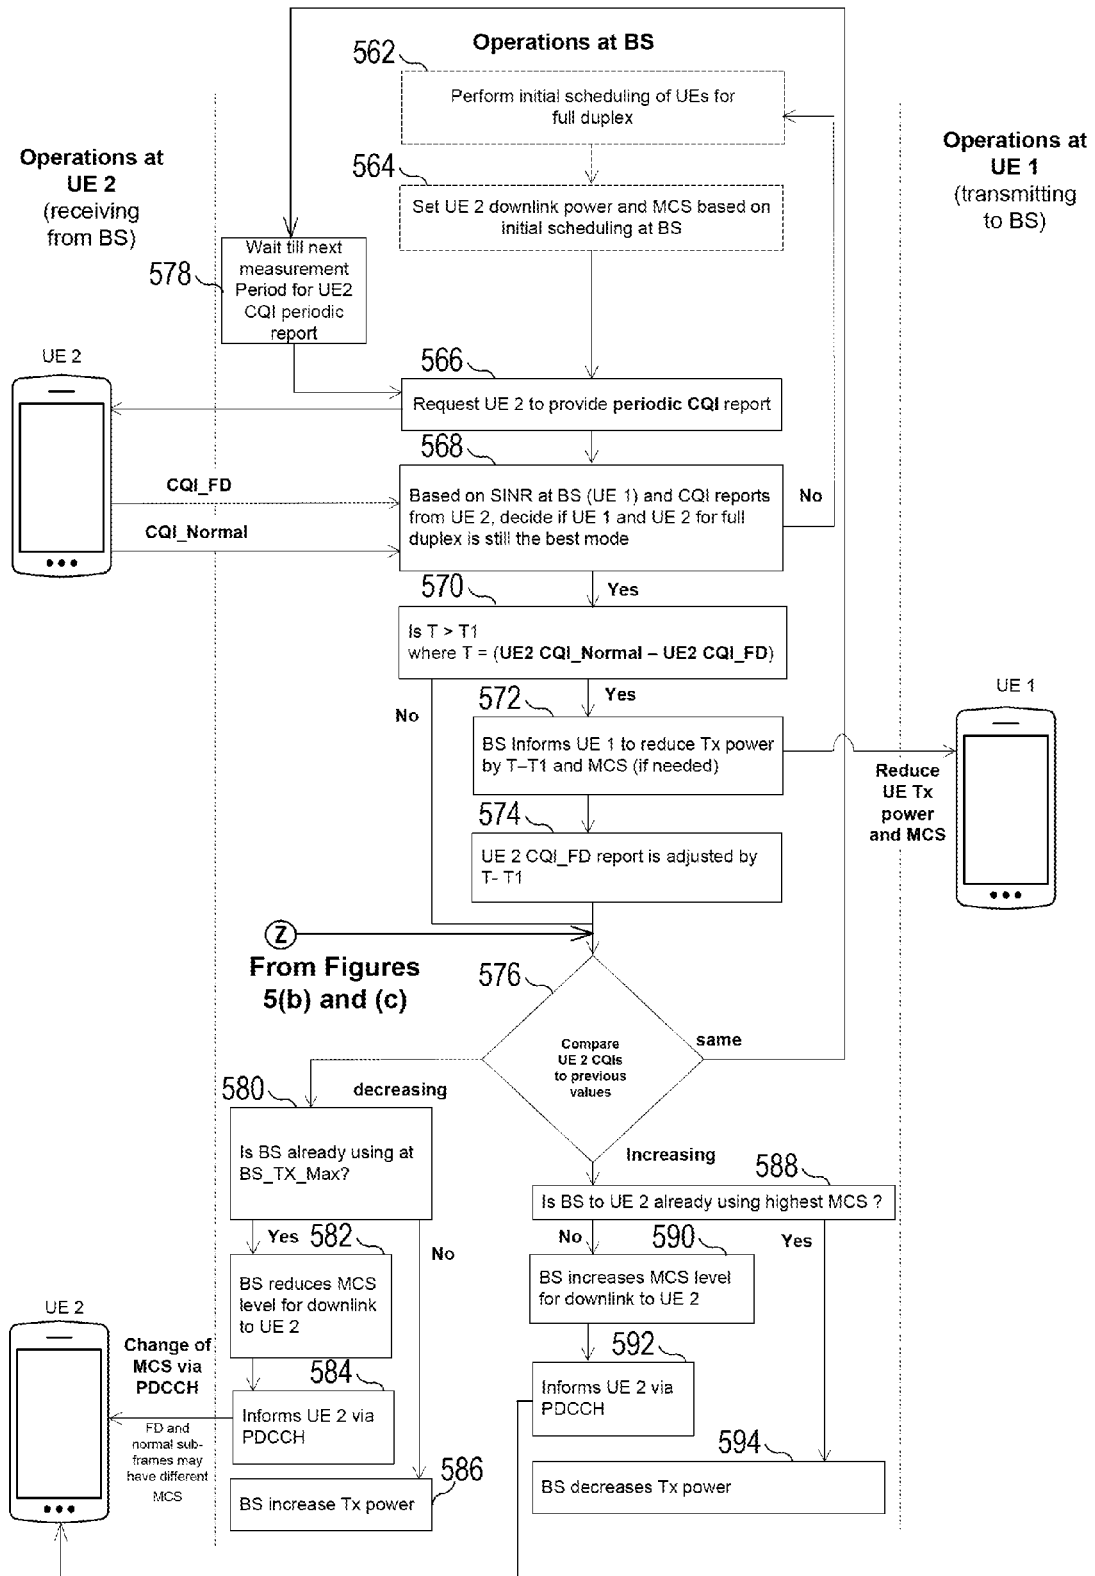 Operations at BS
562
Perform initial scheduling of UEs for
full duplex
Operations at
UE 2
(receiving
from BS)
Operations at
UE 1
(transmitting
to BS)
564
Set UE 2 downlink power and MCS based on
initial scheduling at BS
578
Wait till next
measurement
Period for UE2
CQI periodic
report
UE 2
566
Request UE 2 to provide periodic CQI report
568
CQI_FD
CQI_Normal
Based on SINR at BS (UE 1) and CQI reports
from UE 2, decide if UE 1 and UE 2 for full
duplex is still the best mode
No
Yes
570
Is T > T1
where T = (UE2 CQI_Normal – UE2 CQI_FD)
No
Yes
572
BS Informs UE 1 to reduce Tx power
by T–T1 and MCS (if needed)
UE 1
Reduce
UE Tx
power
and MCS
574
UE 2 CQI_FD report is adjusted by
T- T1
Z
From Figures
5(b) and (c)
576
Compare
UE 2 CQIs
to previous
values
same
decreasing
Increasing
580
Is BS already using at
BS_TX_Max?
588
Is BS to UE 2 already using highest MCS ?
Yes
No
No
Yes
582
BS reduces MCS
level for downlink
to UE 2
590
BS increases MCS level
for downlink to UE 2
UE 2
Change of
MCS via
PDCCH
FD and
normal sub-
frames may
have different
MCS
584
Informs UE 2 via
PDCCH
592
Informs UE 2 via
PDCCH
586
BS increase Tx power
594
BS decreases Tx power